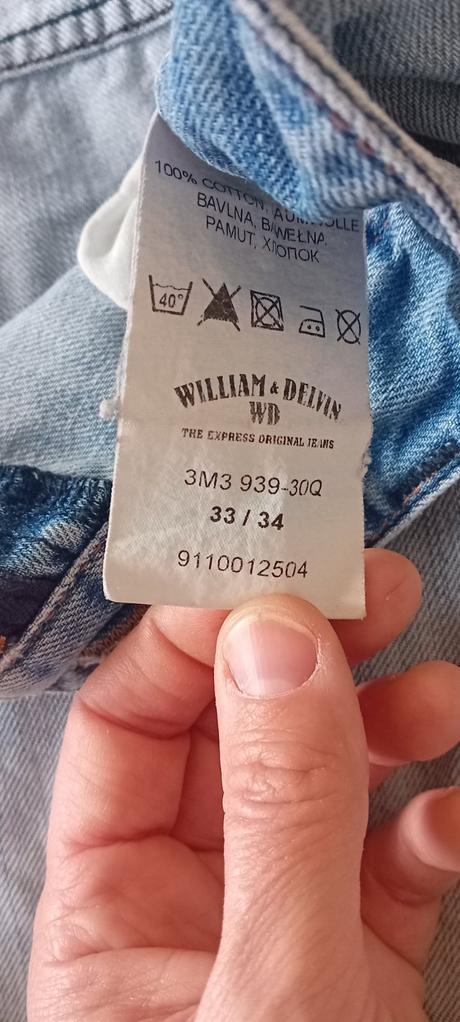 100% COTTON, BAUMWOLLE
BAVLNA, BAWEŁNA,
PAMUT, ХЛОПОК
40°
WILLIAM & DELVIN
WD
THE EXPRESS ORIGINAL JEANS
3M3 939-30Q
33 / 34
9110012504